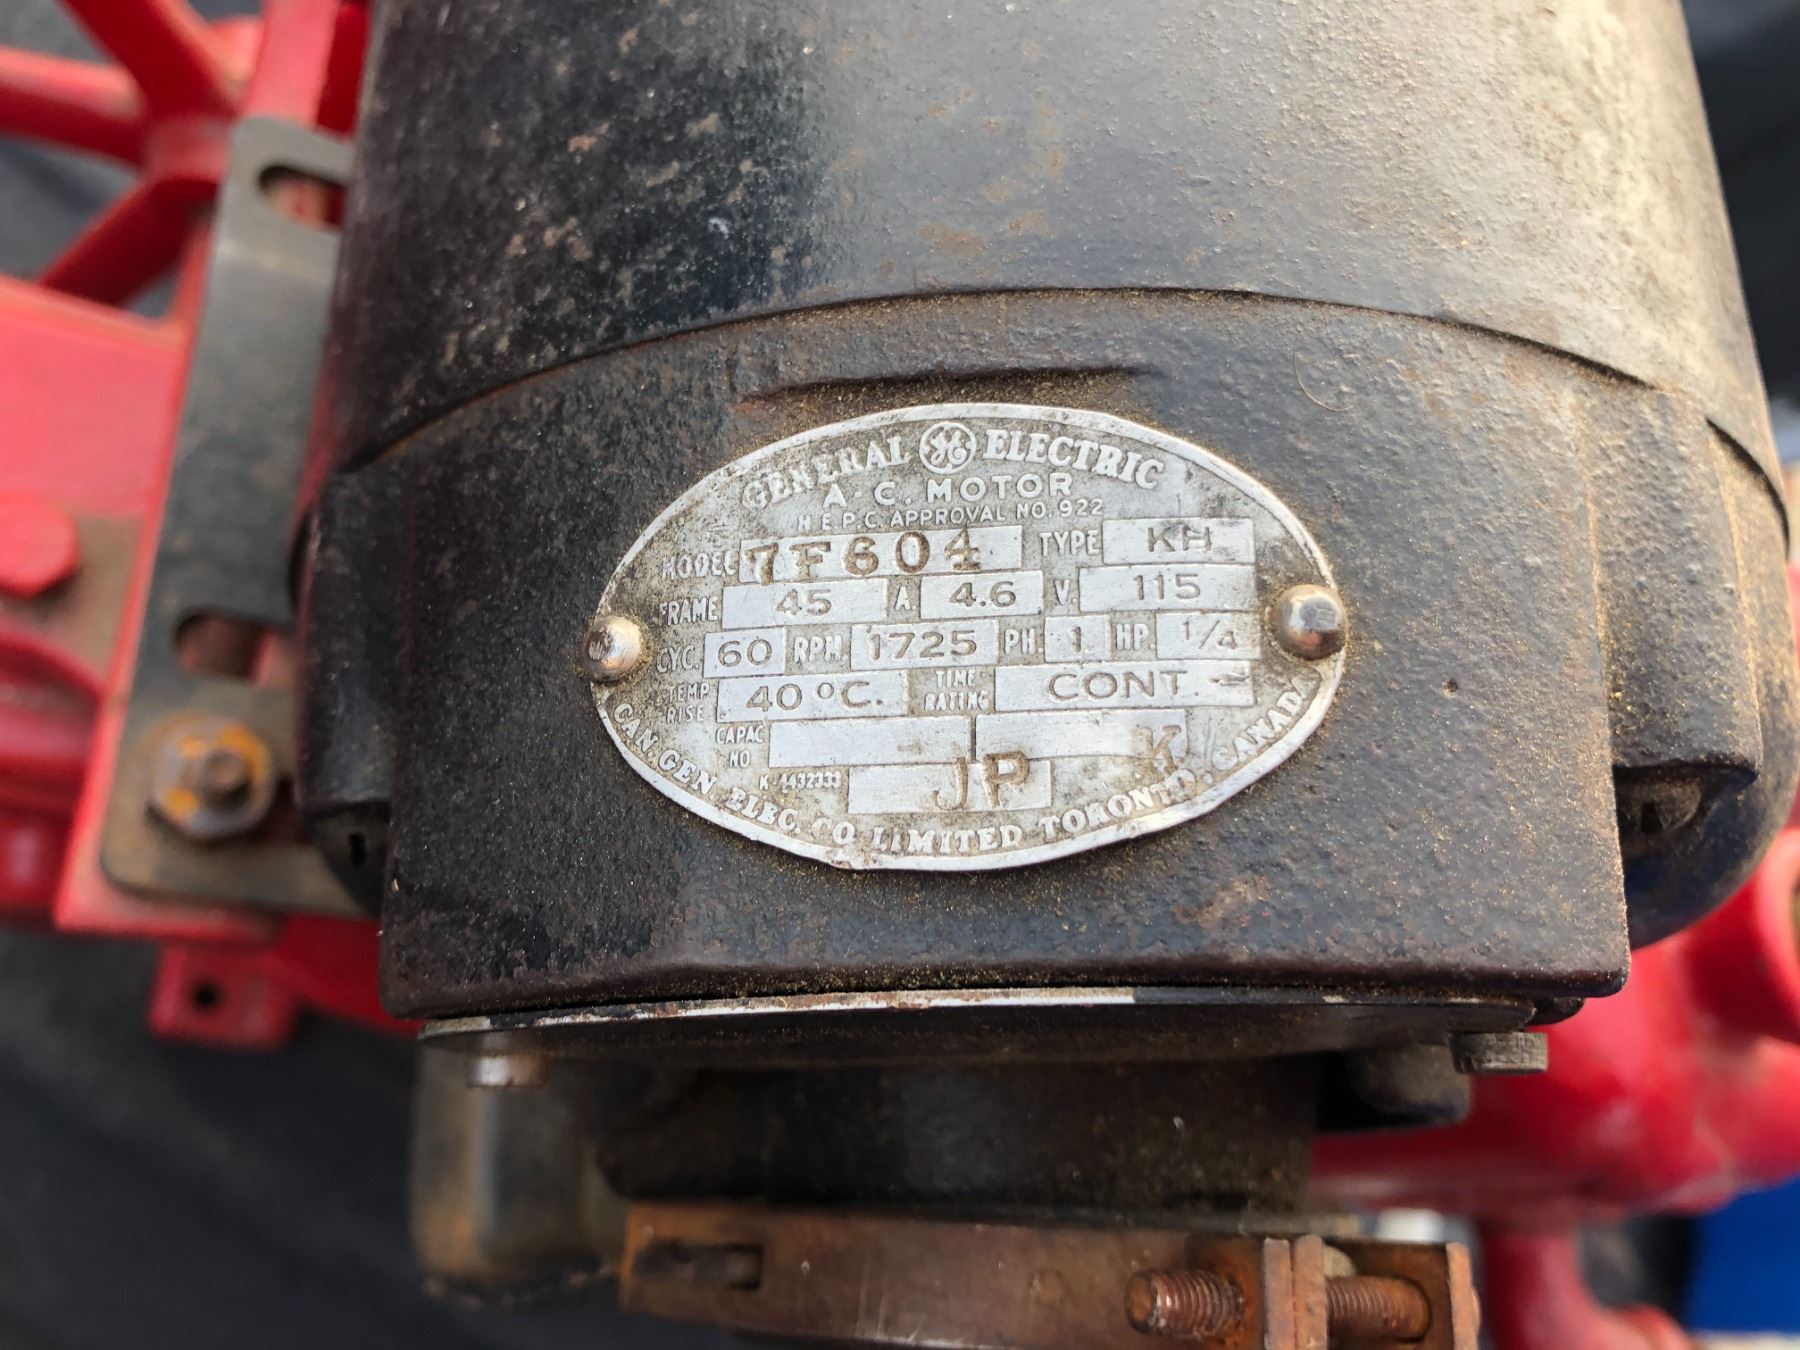 GENERAL GE ELECTRIC
A-C. MOTOR
H.E.P.C. APPROVAL NO. 922
MODEL 7F604 TYPE KH
FRAME 45 A. 4.6 V. 115
CYC. 60 RPM 1725 PH 1 HP. 1/4
TEMP RISE 40 °C. TIME RATING CONT.
CAPAC NO
K
K-4432333 JP
CAN. GEN. ELEC. CO. LIMITED TORONTO, CANADA